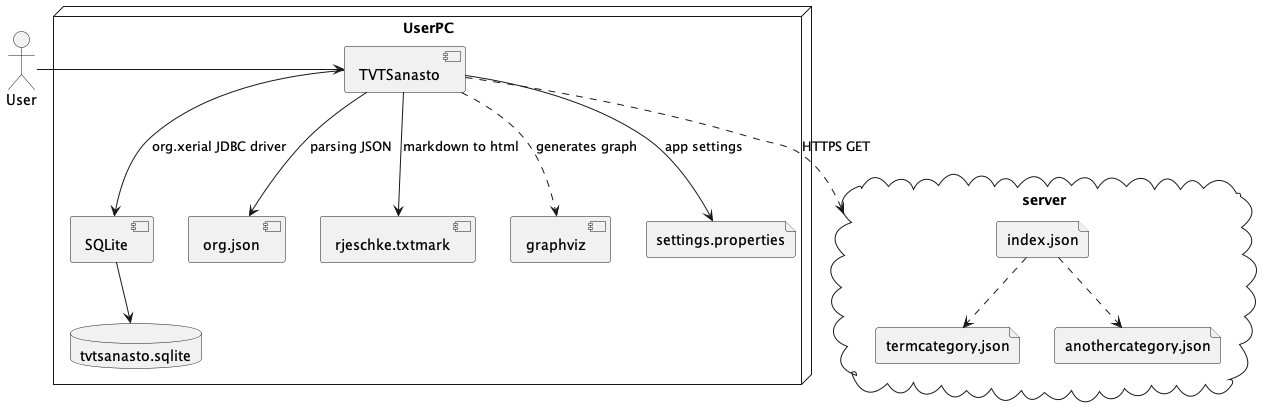 UserPC
User
TVTSanasto
org.xerial JDBC driver
parsing JSON
markdown to html
generates graph
app settings
HTTPS GET
SQLite
org.json
rjeschke.txtmark
graphviz
settings.properties
tvtsanasto.sqlite
server
index.json
termcategory.json
anothercategory.json